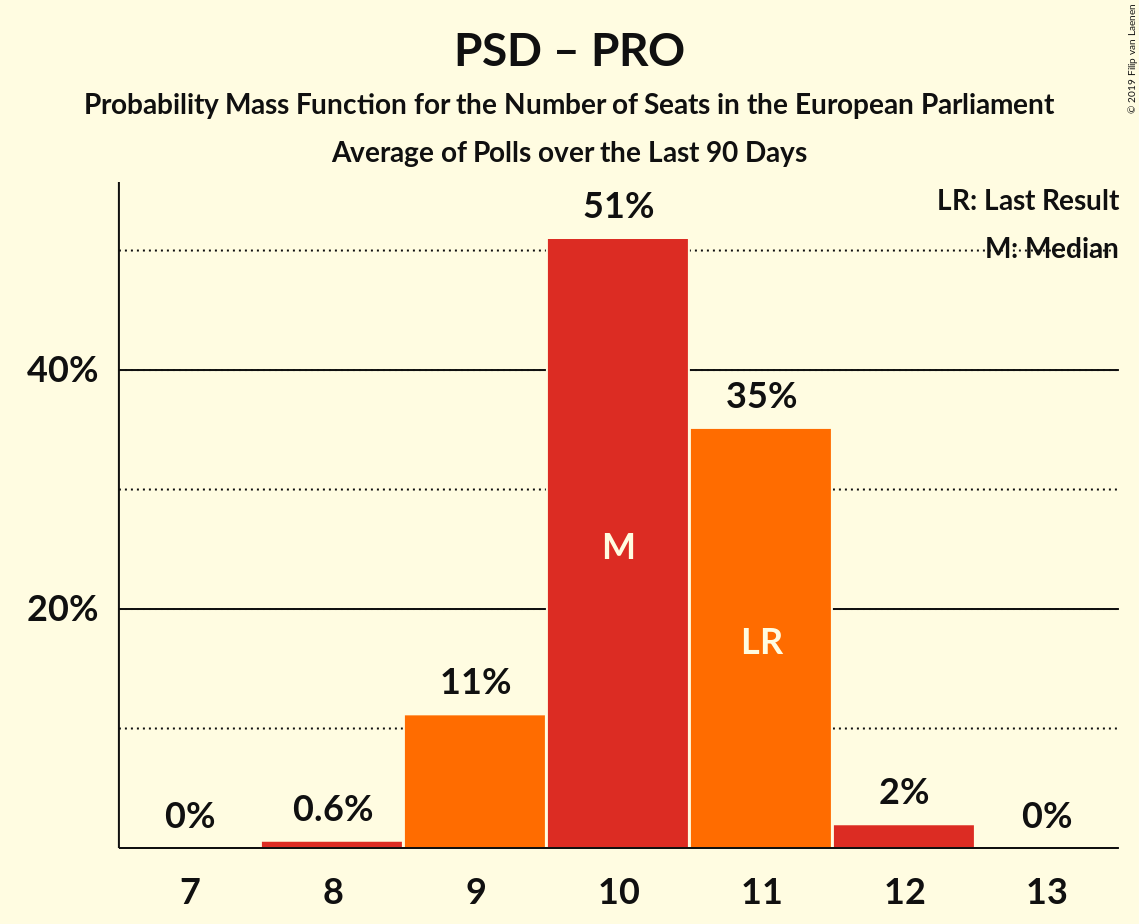 PSD – PRO
Probability Mass Function for the Number of Seats in the European Parliament
Average of Polls over the Last 90 Days
© 2019 Filip van Laenen
LR: Last Result
M: Median
51%
40%
35%
M
20%
LR
11%
0%
0.6%
2%
0%
7 8 9 10 11 12 13